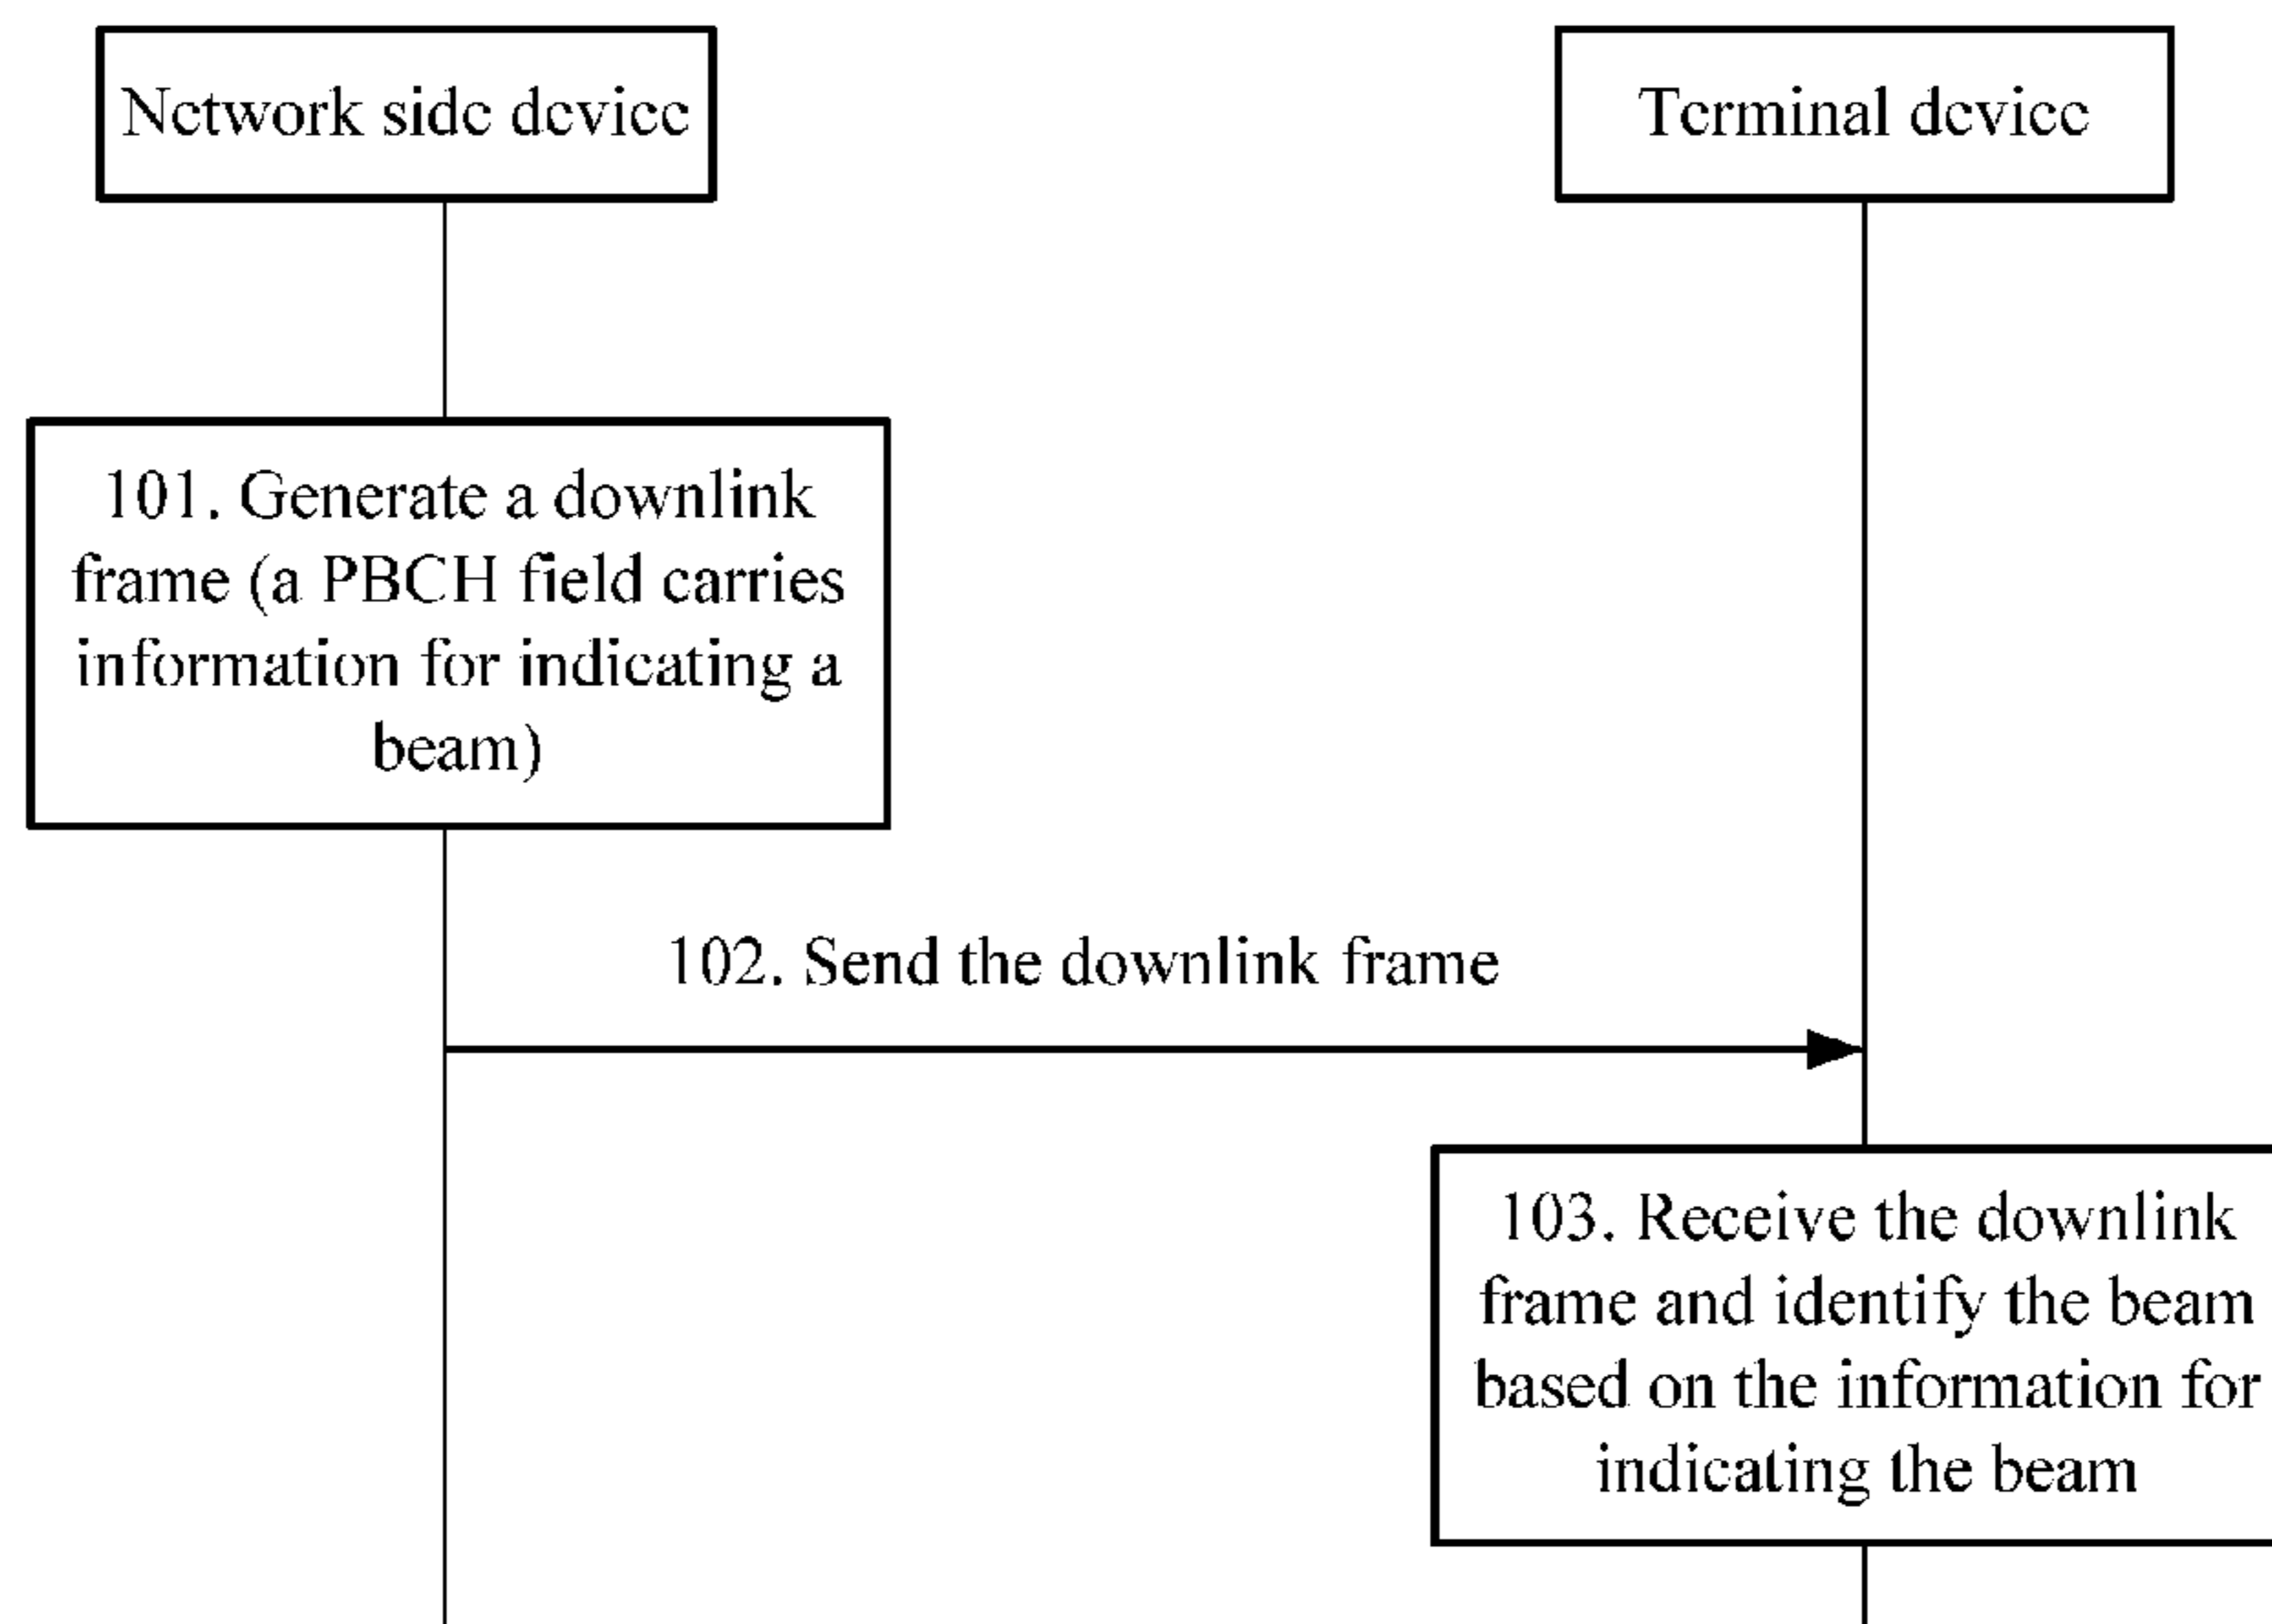 Network side device
Terminal device
101. Generate a downlink
frame (a PBCH field carries
information for indicating a
beam)
102. Send the downlink frame
103. Receive the downlink
frame and identify the beam
based on the information for
indicating the beam